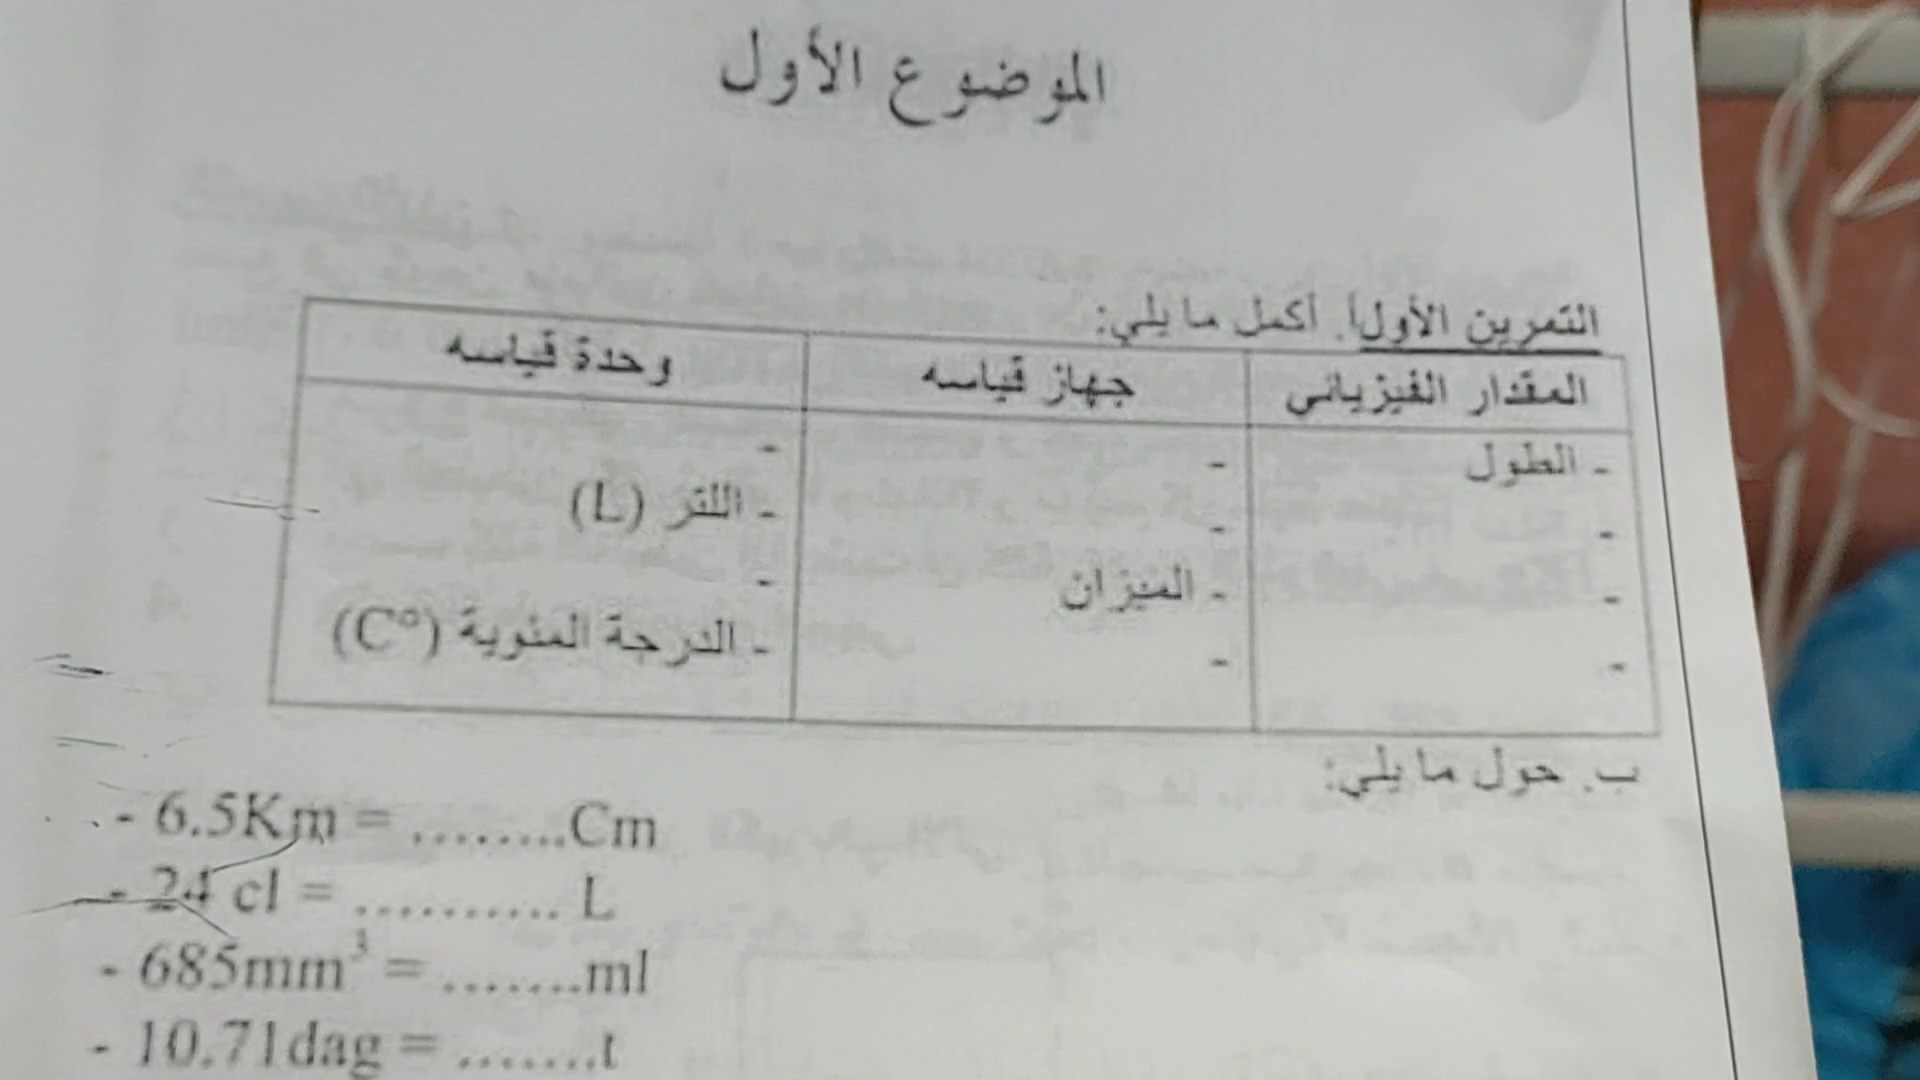 الموضوع الأول
التمرين الأول أ. أكمل ما يلي:
المقدار الفيزيائي جهاز قياسه وحدة قياسه
- الطول - -
- - - اللتر (L)
- - الميزان -
- - - الدرجة المئوية (C°)
ب. حول ما يلي:
- 6.5Km = ........Cm
- 24 cl = .......... L
- 685mm³ = .......ml
- 10.71dag = .......t